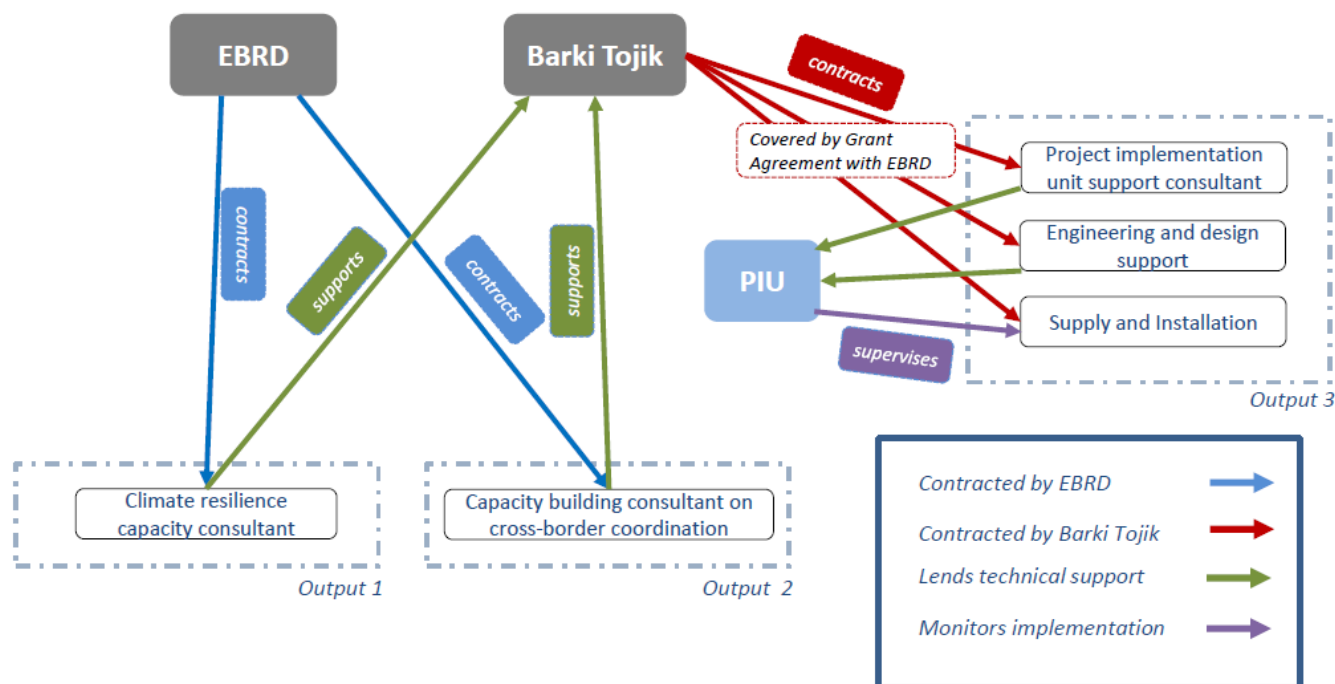 EBRD
Barki Tojik
contracts
Covered by Grant
Agreement with EBRD
Project implementation
unit support consultant
contracts
supports
contracts
supports
PIU
Engineering and design
support
Supply and Installation
supervises
Output 3
Climate resilience
capacity consultant
Output 1
Capacity building consultant on
cross-border coordination
Output 2
Contracted by EBRD
Contracted by Barki Tojik
Lends technical support
Monitors implementation